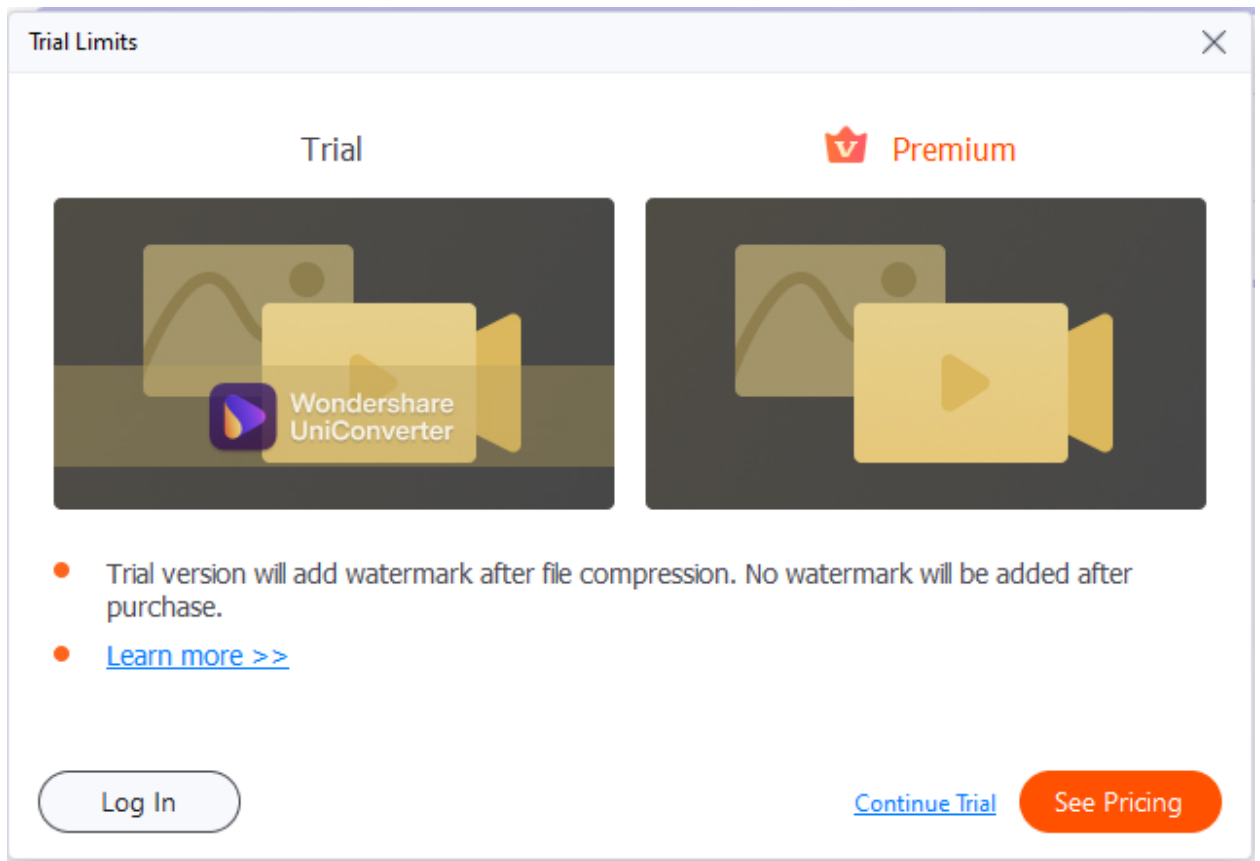 Trial Limits
Trial
Premium
Wondershare
UniConverter
Trial version will add watermark after file compression. No watermark will be added after
purchase.
Learn more >>
Log In
Continue Trial
See Pricing